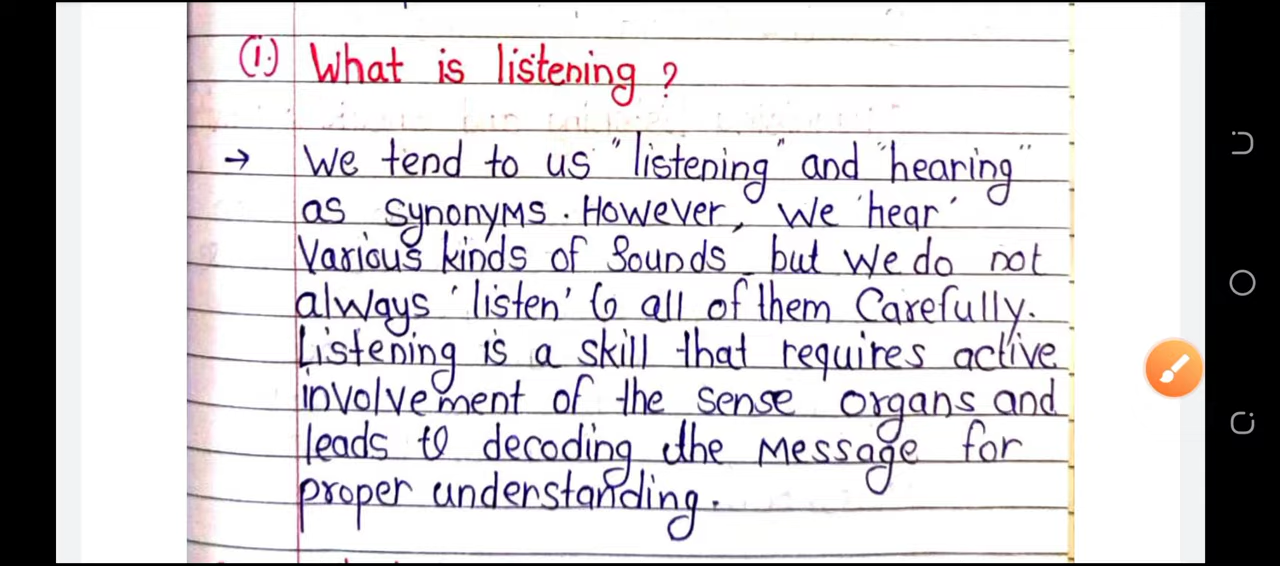 (1.) What is listening ?
→ We tend to us "listening" and "hearing"
as synonyms. However, we 'hear'
Various kinds of Sounds but we do not
always 'listen' to all of them Carefully.
Listening is a skill that requires active
involvement of the sense organs and
leads to decoding the message for
proper understanding.